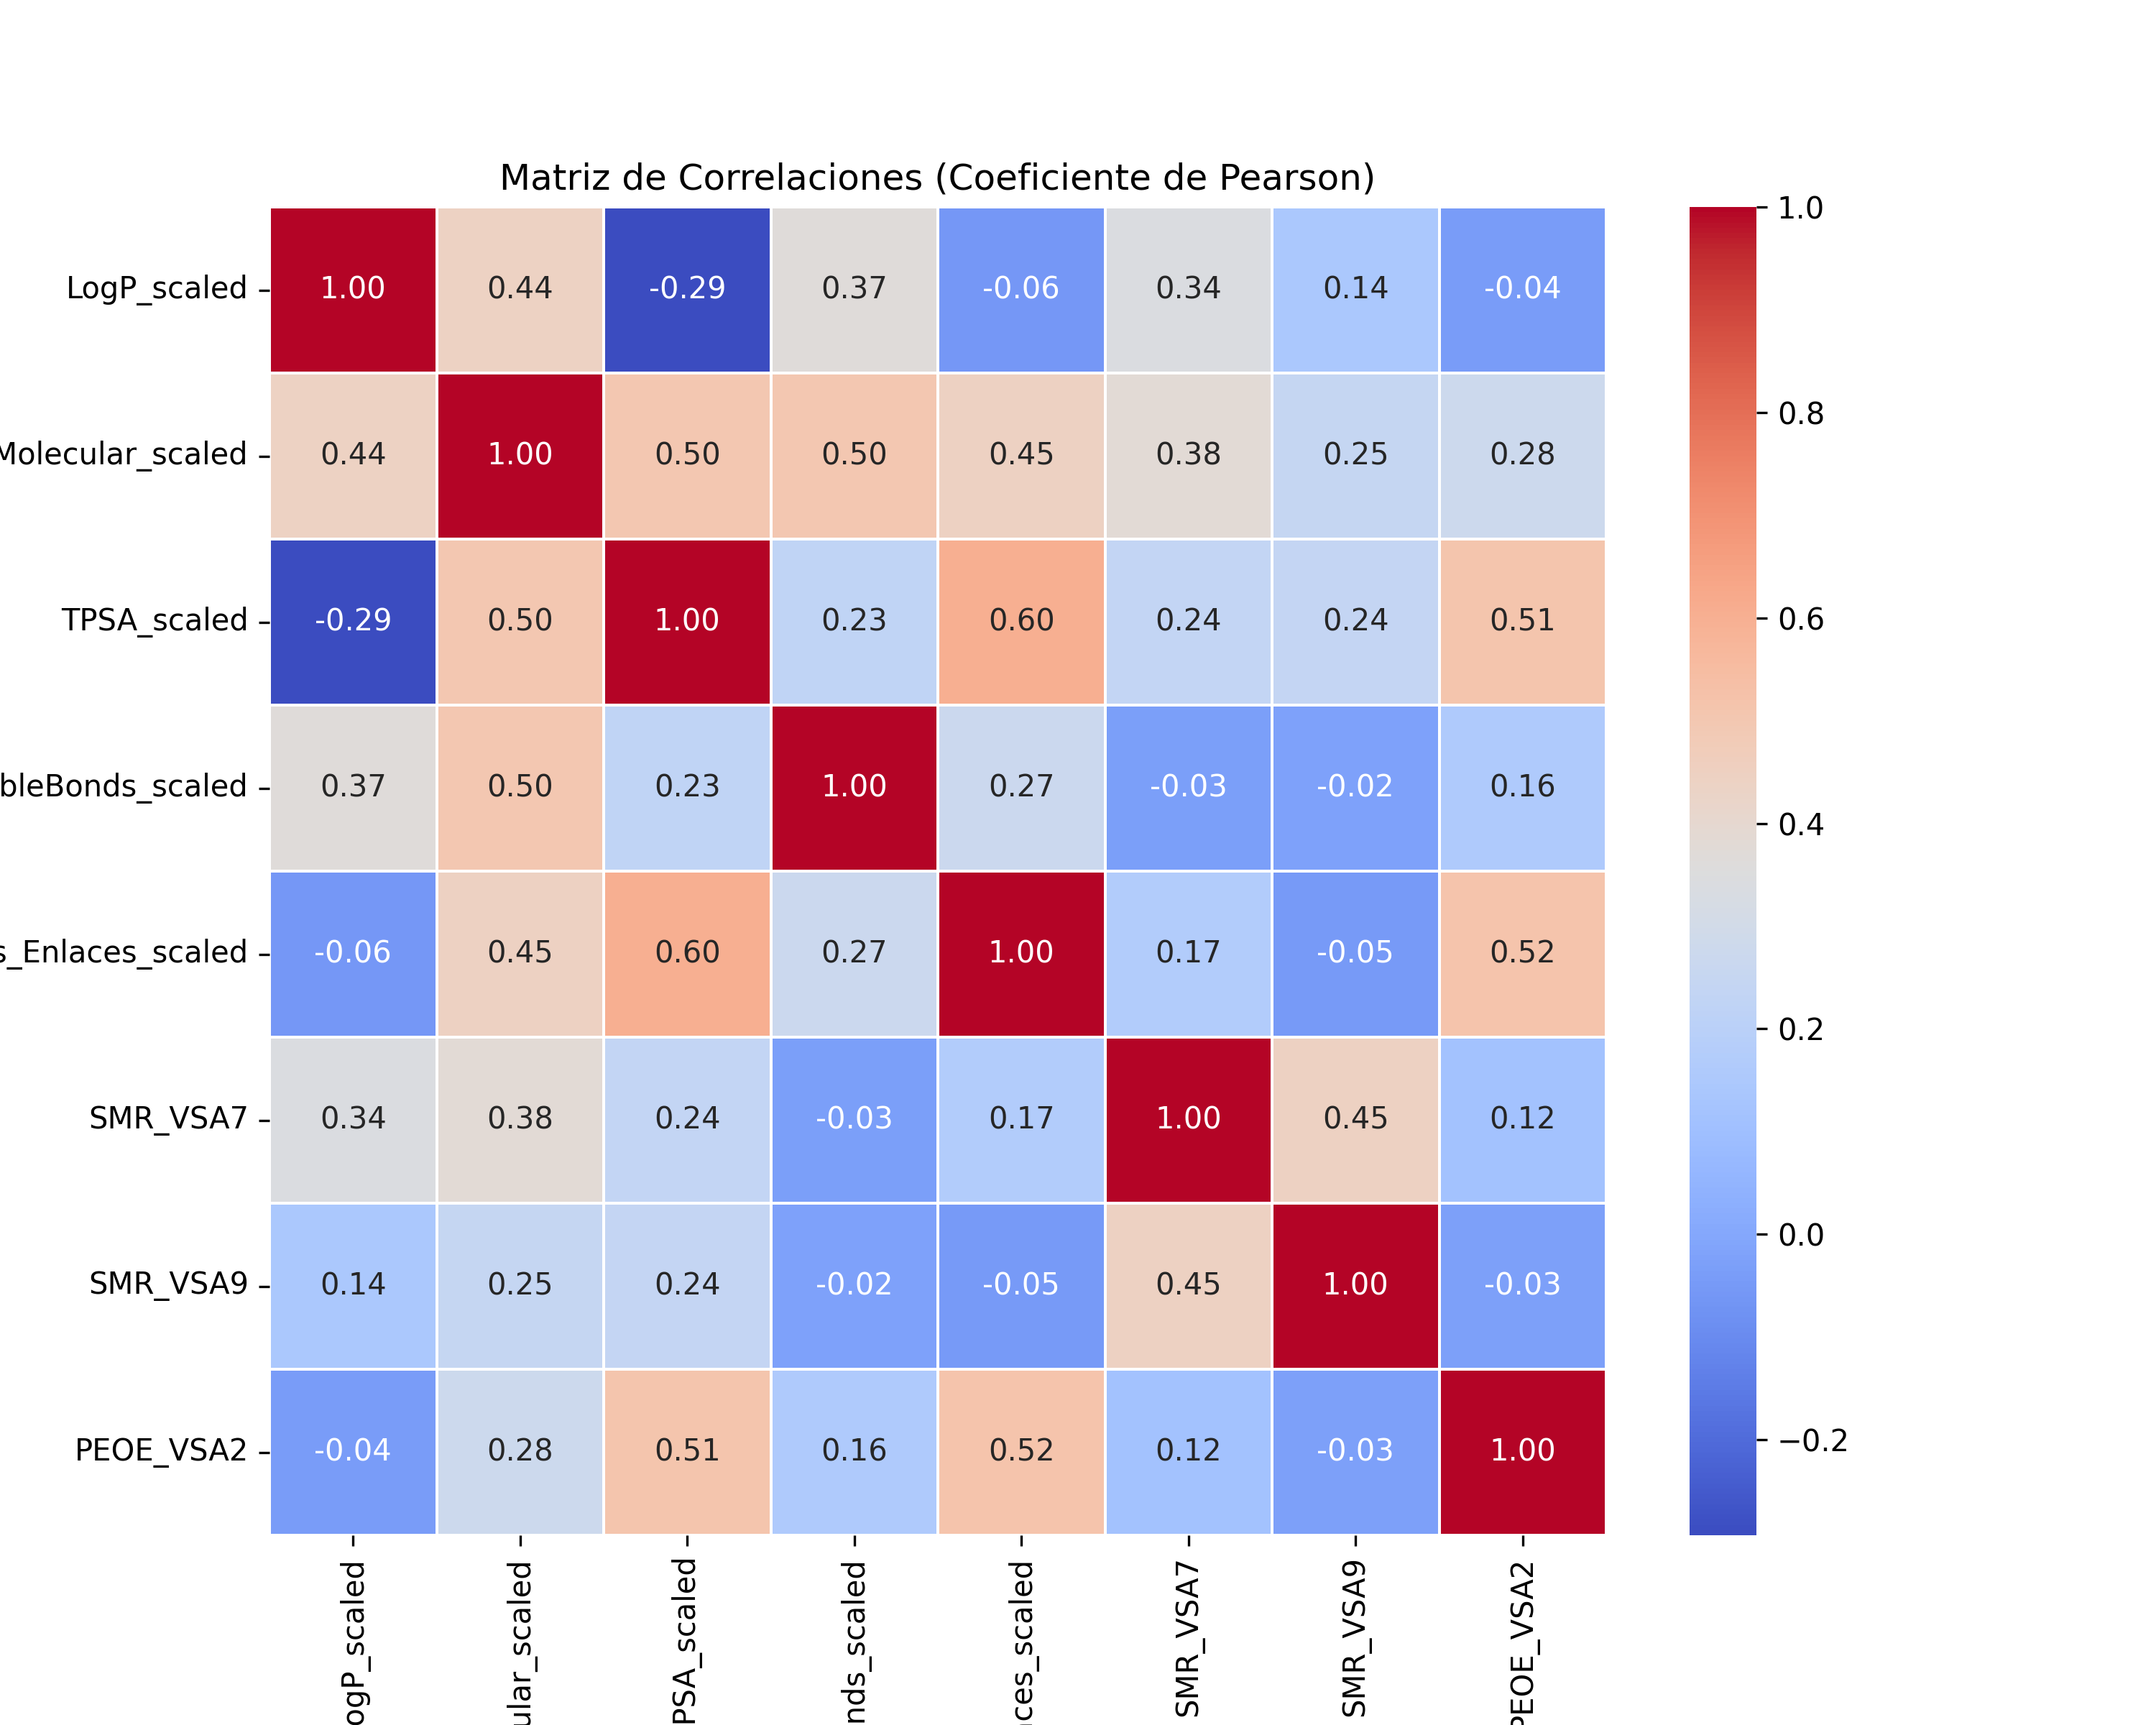 Matriz de Correlaciones (Coeficiente de Pearson)
LogP_scaled 1.00 0.44 -0.29 0.37 -0.06 0.34 0.14 -0.04
Molecular_scaled 0.44 1.00 0.50 0.50 0.45 0.38 0.25 0.28
TPSA_scaled -0.29 0.50 1.00 0.23 0.60 0.24 0.24 0.51
bleBonds_scaled 0.37 0.50 0.23 1.00 0.27 -0.03 -0.02 0.16
s_Enlaces_scaled -0.06 0.45 0.60 0.27 1.00 0.17 -0.05 0.52
SMR_VSA7 0.34 0.38 0.24 -0.03 0.17 1.00 0.45 0.12
SMR_VSA9 0.14 0.25 0.24 -0.02 -0.05 0.45 1.00 -0.03
PEOE_VSA2 -0.04 0.28 0.51 0.16 0.52 0.12 -0.03 1.00
ogP_scaled
ular_scaled
PSA_scaled
nds_scaled
ces_scaled
SMR_VSA7
SMR_VSA9
PEOE_VSA2
1.0
0.8
0.6
0.4
0.2
0.0
−0.2